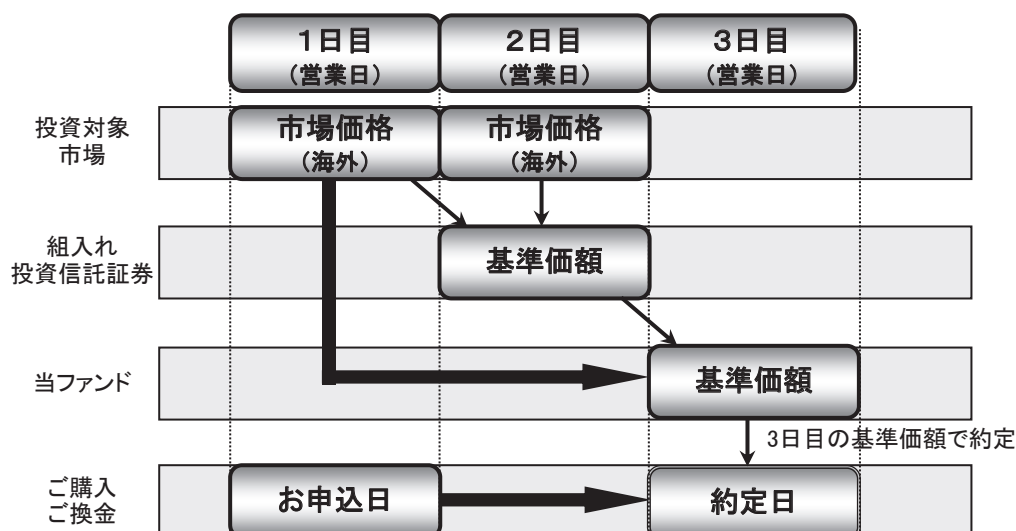 1日目
（営業日）
2日目
（営業日）
3日目
（営業日）
投資対象
市場
市場価格
（海外）
市場価格
（海外）
組入れ
投資信託証券
基準価額
当ファンド
基準価額
3日目の基準価額で約定
ご購入
ご換金
お申込日
約定日